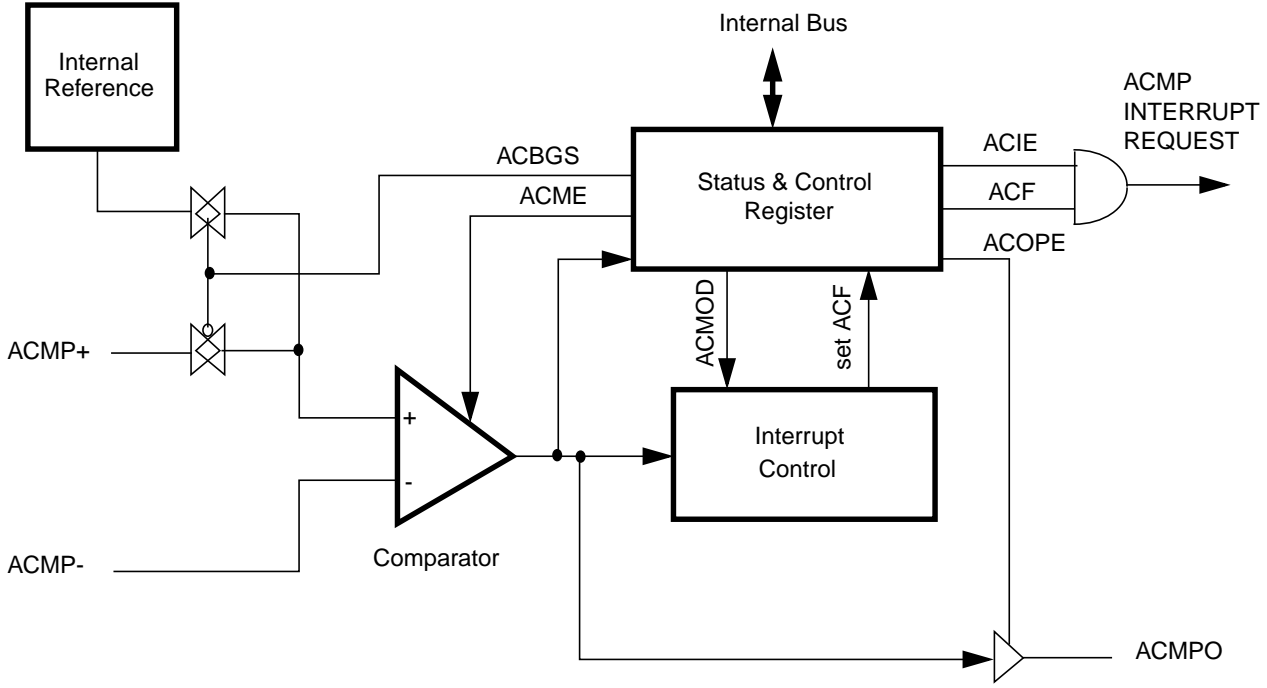 Internal Bus
Internal
Reference
ACMP
INTERRUPT
REQUEST
ACBGS
ACME
Status & Control
Register
ACIE
ACF
ACOPE
ACMOD
set ACF
ACMP+
+
-
Interrupt
Control
Comparator
ACMP-
ACMPO